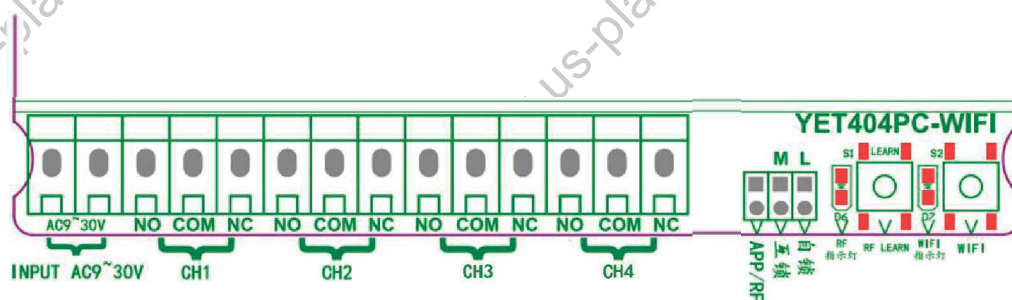 us-pla
YET404PC-WIFI
S1 LEARN S2
M L
D6 D7
AC9~30V NO COM NC NO COM NC NO COM NC NO COM NC
INPUT AC9~30V CH1 CH2 CH3 CH4
APP/RF
互锁
自锁
RF
指示灯
RF LEARN
WIFI
指示灯
WIFI